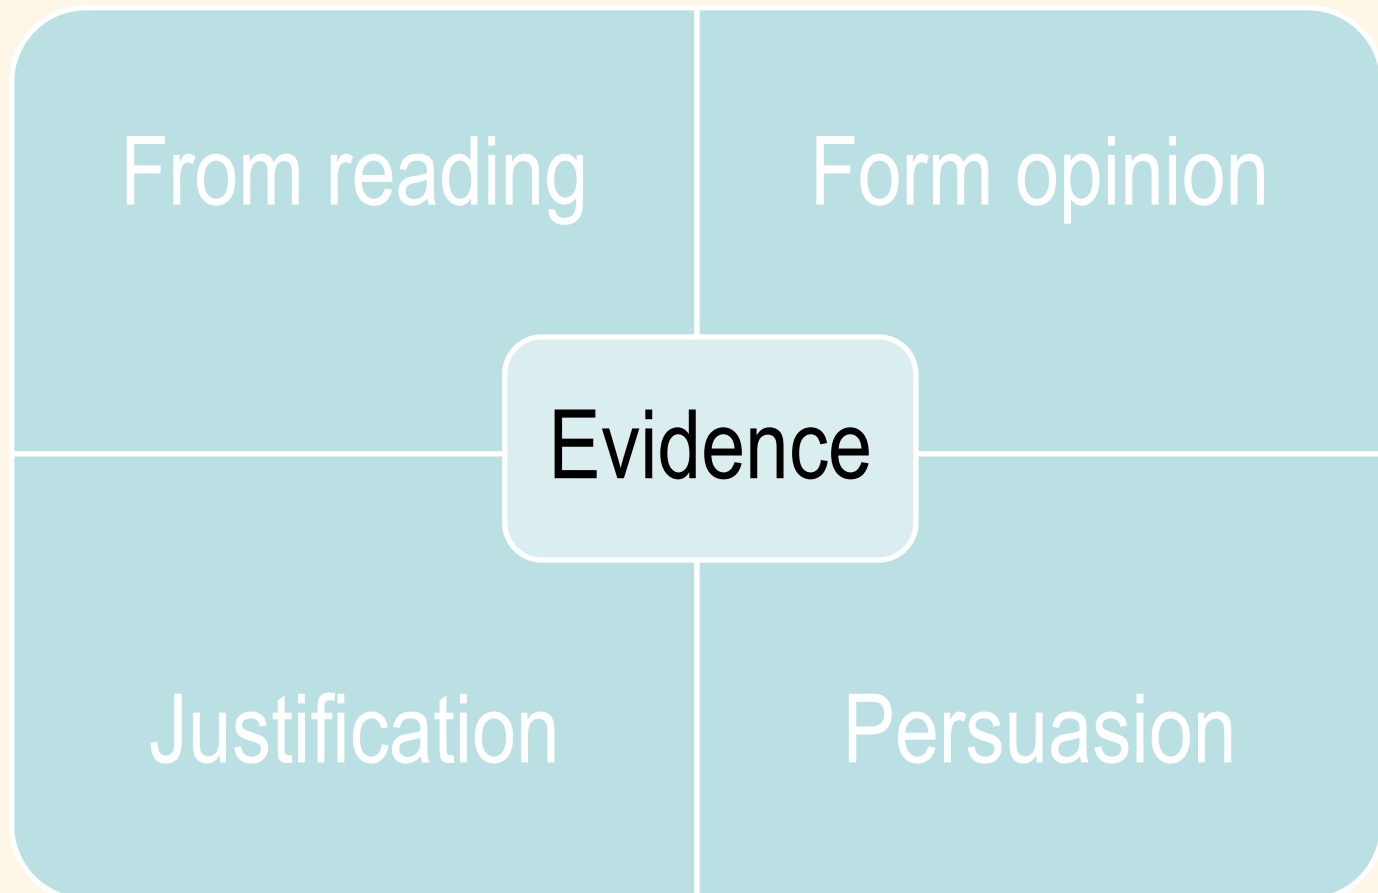 From reading
Form opinion
Evidence
Justification
Persuasion